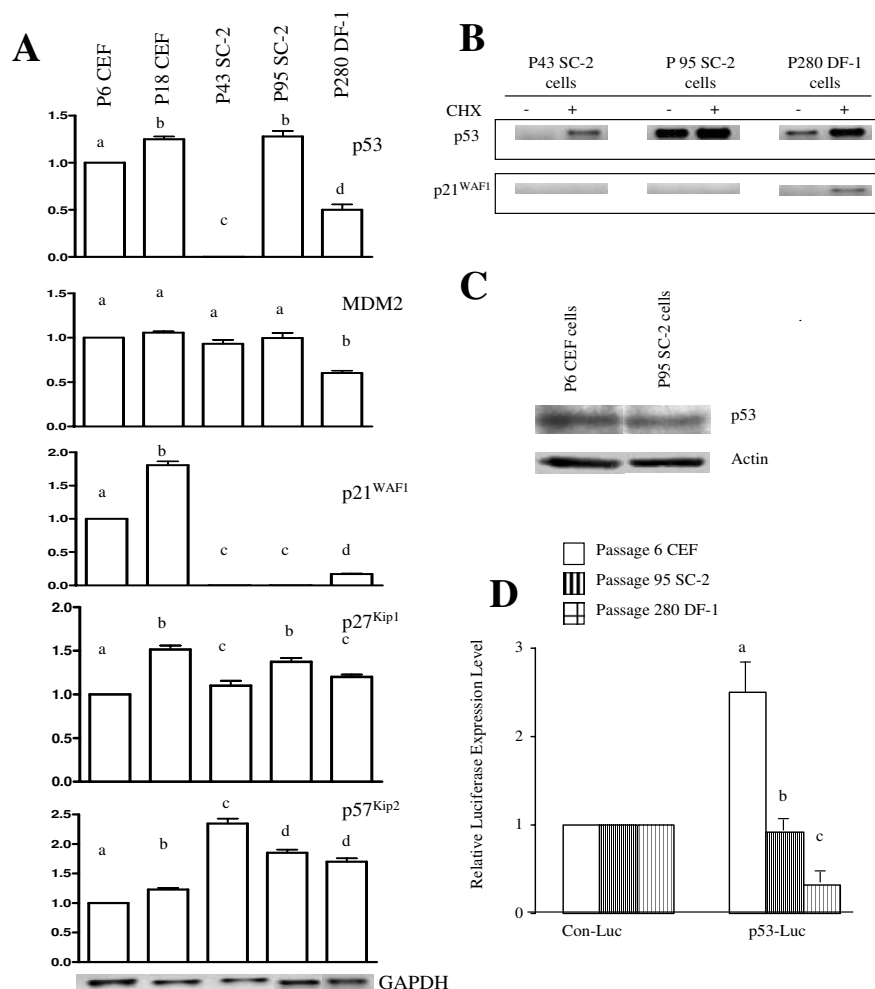 A
P6 CEF
P18 CEF
P43 SC-2
P95 SC-2
P280 DF-1
1.5
1.0
0.5
0.0
a
b
c
b
d
p53
1.5
1.0
0.5
0.0
a
a
a
a
b
MDM2
2.0
1.5
1.0
0.5
0.0
a
b
c
c
d
p21WAF1
2.0
1.5
1.0
0.5
0.0
a
b
c
b
c
p27Kip1
2.5
2.0
1.5
1.0
0.5
0.0
a
b
c
d
d
p57Kip2
GAPDH
B
P43 SC-2 cells
P 95 SC-2 cells
P280 DF-1 cells
CHX - + - + - +
p53
p21WAF1
C
P6 CEF cells
P95 SC-2 cells
p53
Actin
D
Passage 6 CEF
Passage 95 SC-2
Passage 280 DF-1
Relative Luciferase Expression Level
3
2
1
0
a
b
c
Con-Luc
p53-Luc